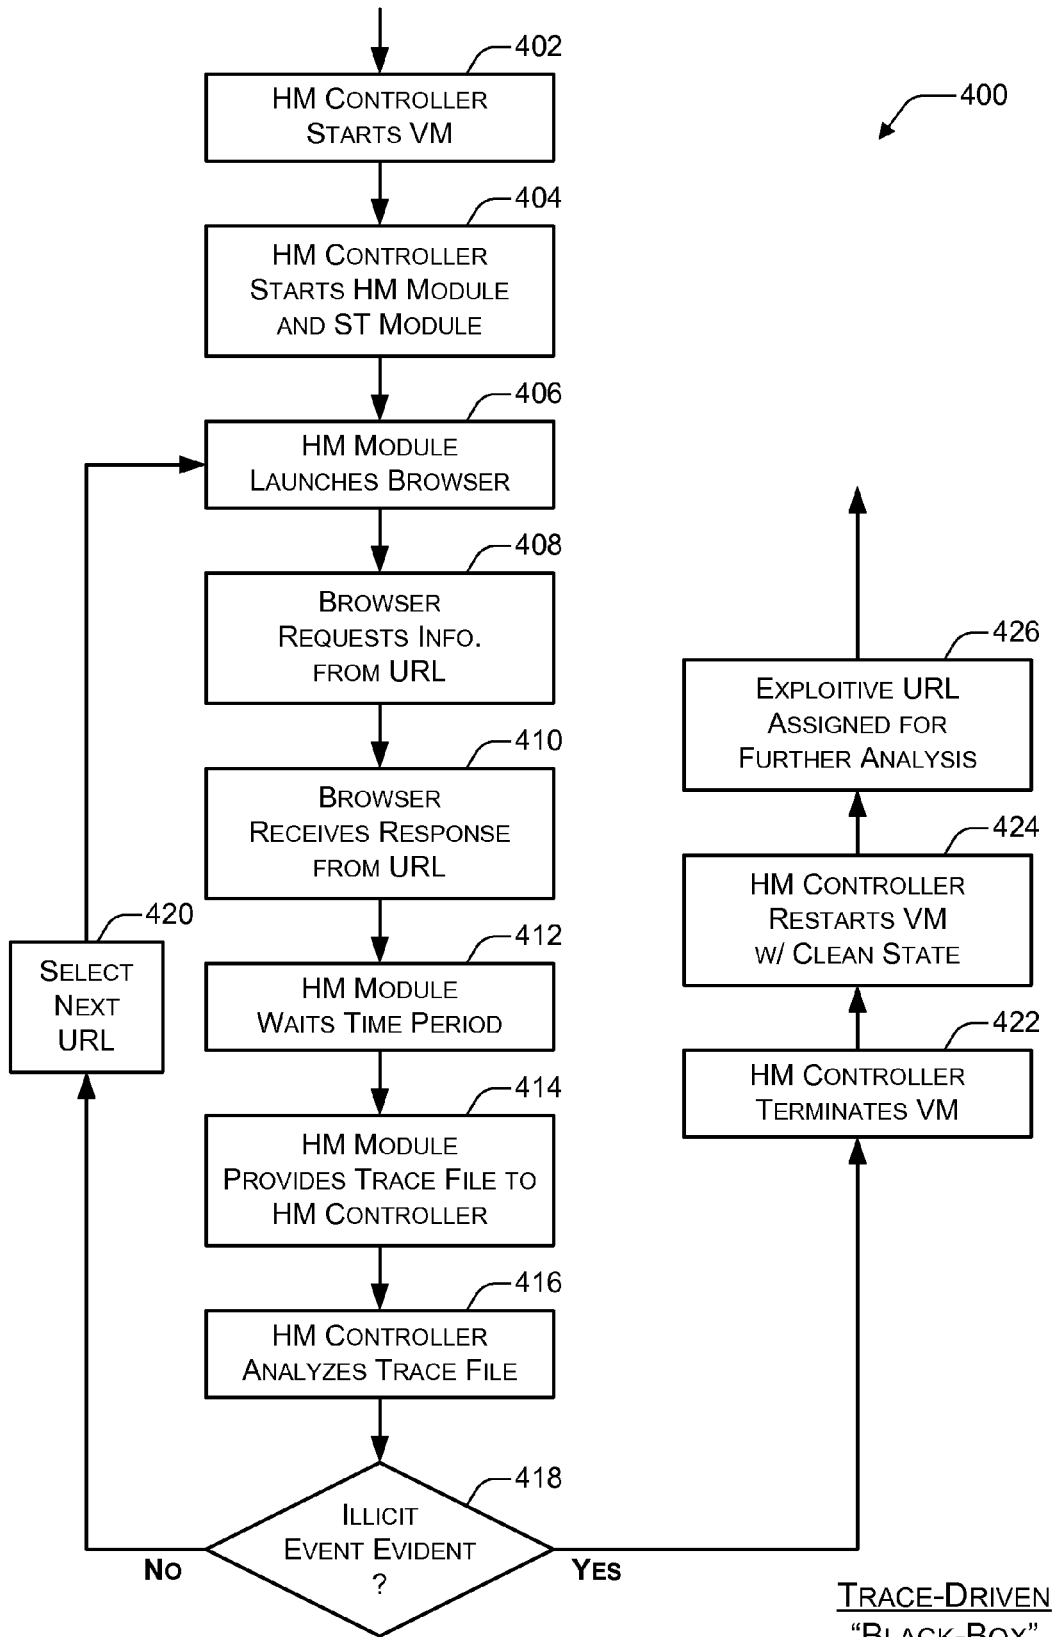 402
HM CONTROLLER
STARTS VM
400
404
HM CONTROLLER
STARTS HM MODULE
AND ST MODULE
406
HM MODULE
LAUNCHES BROWSER
408
BROWSER
REQUESTS INFO.
FROM URL
410
BROWSER
RECEIVES RESPONSE
FROM URL
412
HM MODULE
WAITS TIME PERIOD
414
HM MODULE
PROVIDES TRACE FILE TO
HM CONTROLLER
416
HM CONTROLLER
ANALYZES TRACE FILE
418
ILLICIT
EVENT EVIDENT
?
NO
YES
420
SELECT
NEXT
URL
422
HM CONTROLLER
TERMINATES VM
424
HM CONTROLLER
RESTARTS VM
W/ CLEAN STATE
426
EXPLOITIVE URL
ASSIGNED FOR
FURTHER ANALYSIS
TRACE-DRIVEN
"BLACK-BOX"